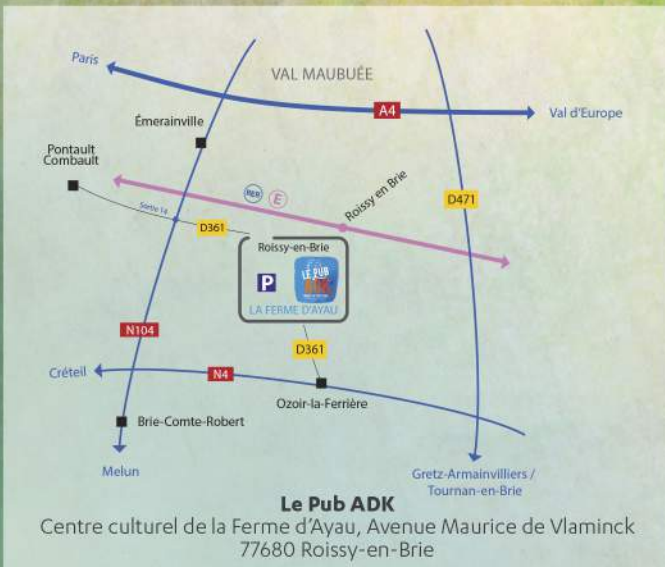 Paris
VAL MAUBUÉE
A4
Val d'Europe
Émerainville
Pontault
Combault
RER E
Roissy en Brie
D471
Sortie 14
D361
Roissy-en-Brie
P
LE PUB
ADK
LA FERME D'AYAU
N104
D361
Créteil
N4
Ozoir-la-Ferrière
Brie-Comte-Robert
Melun
Gretz-Armainvilliers /
Tournan-en-Brie
Le Pub ADK
Centre culturel de la Ferme d'Ayau, Avenue Maurice de Vlaminck
77680 Roissy-en-Brie